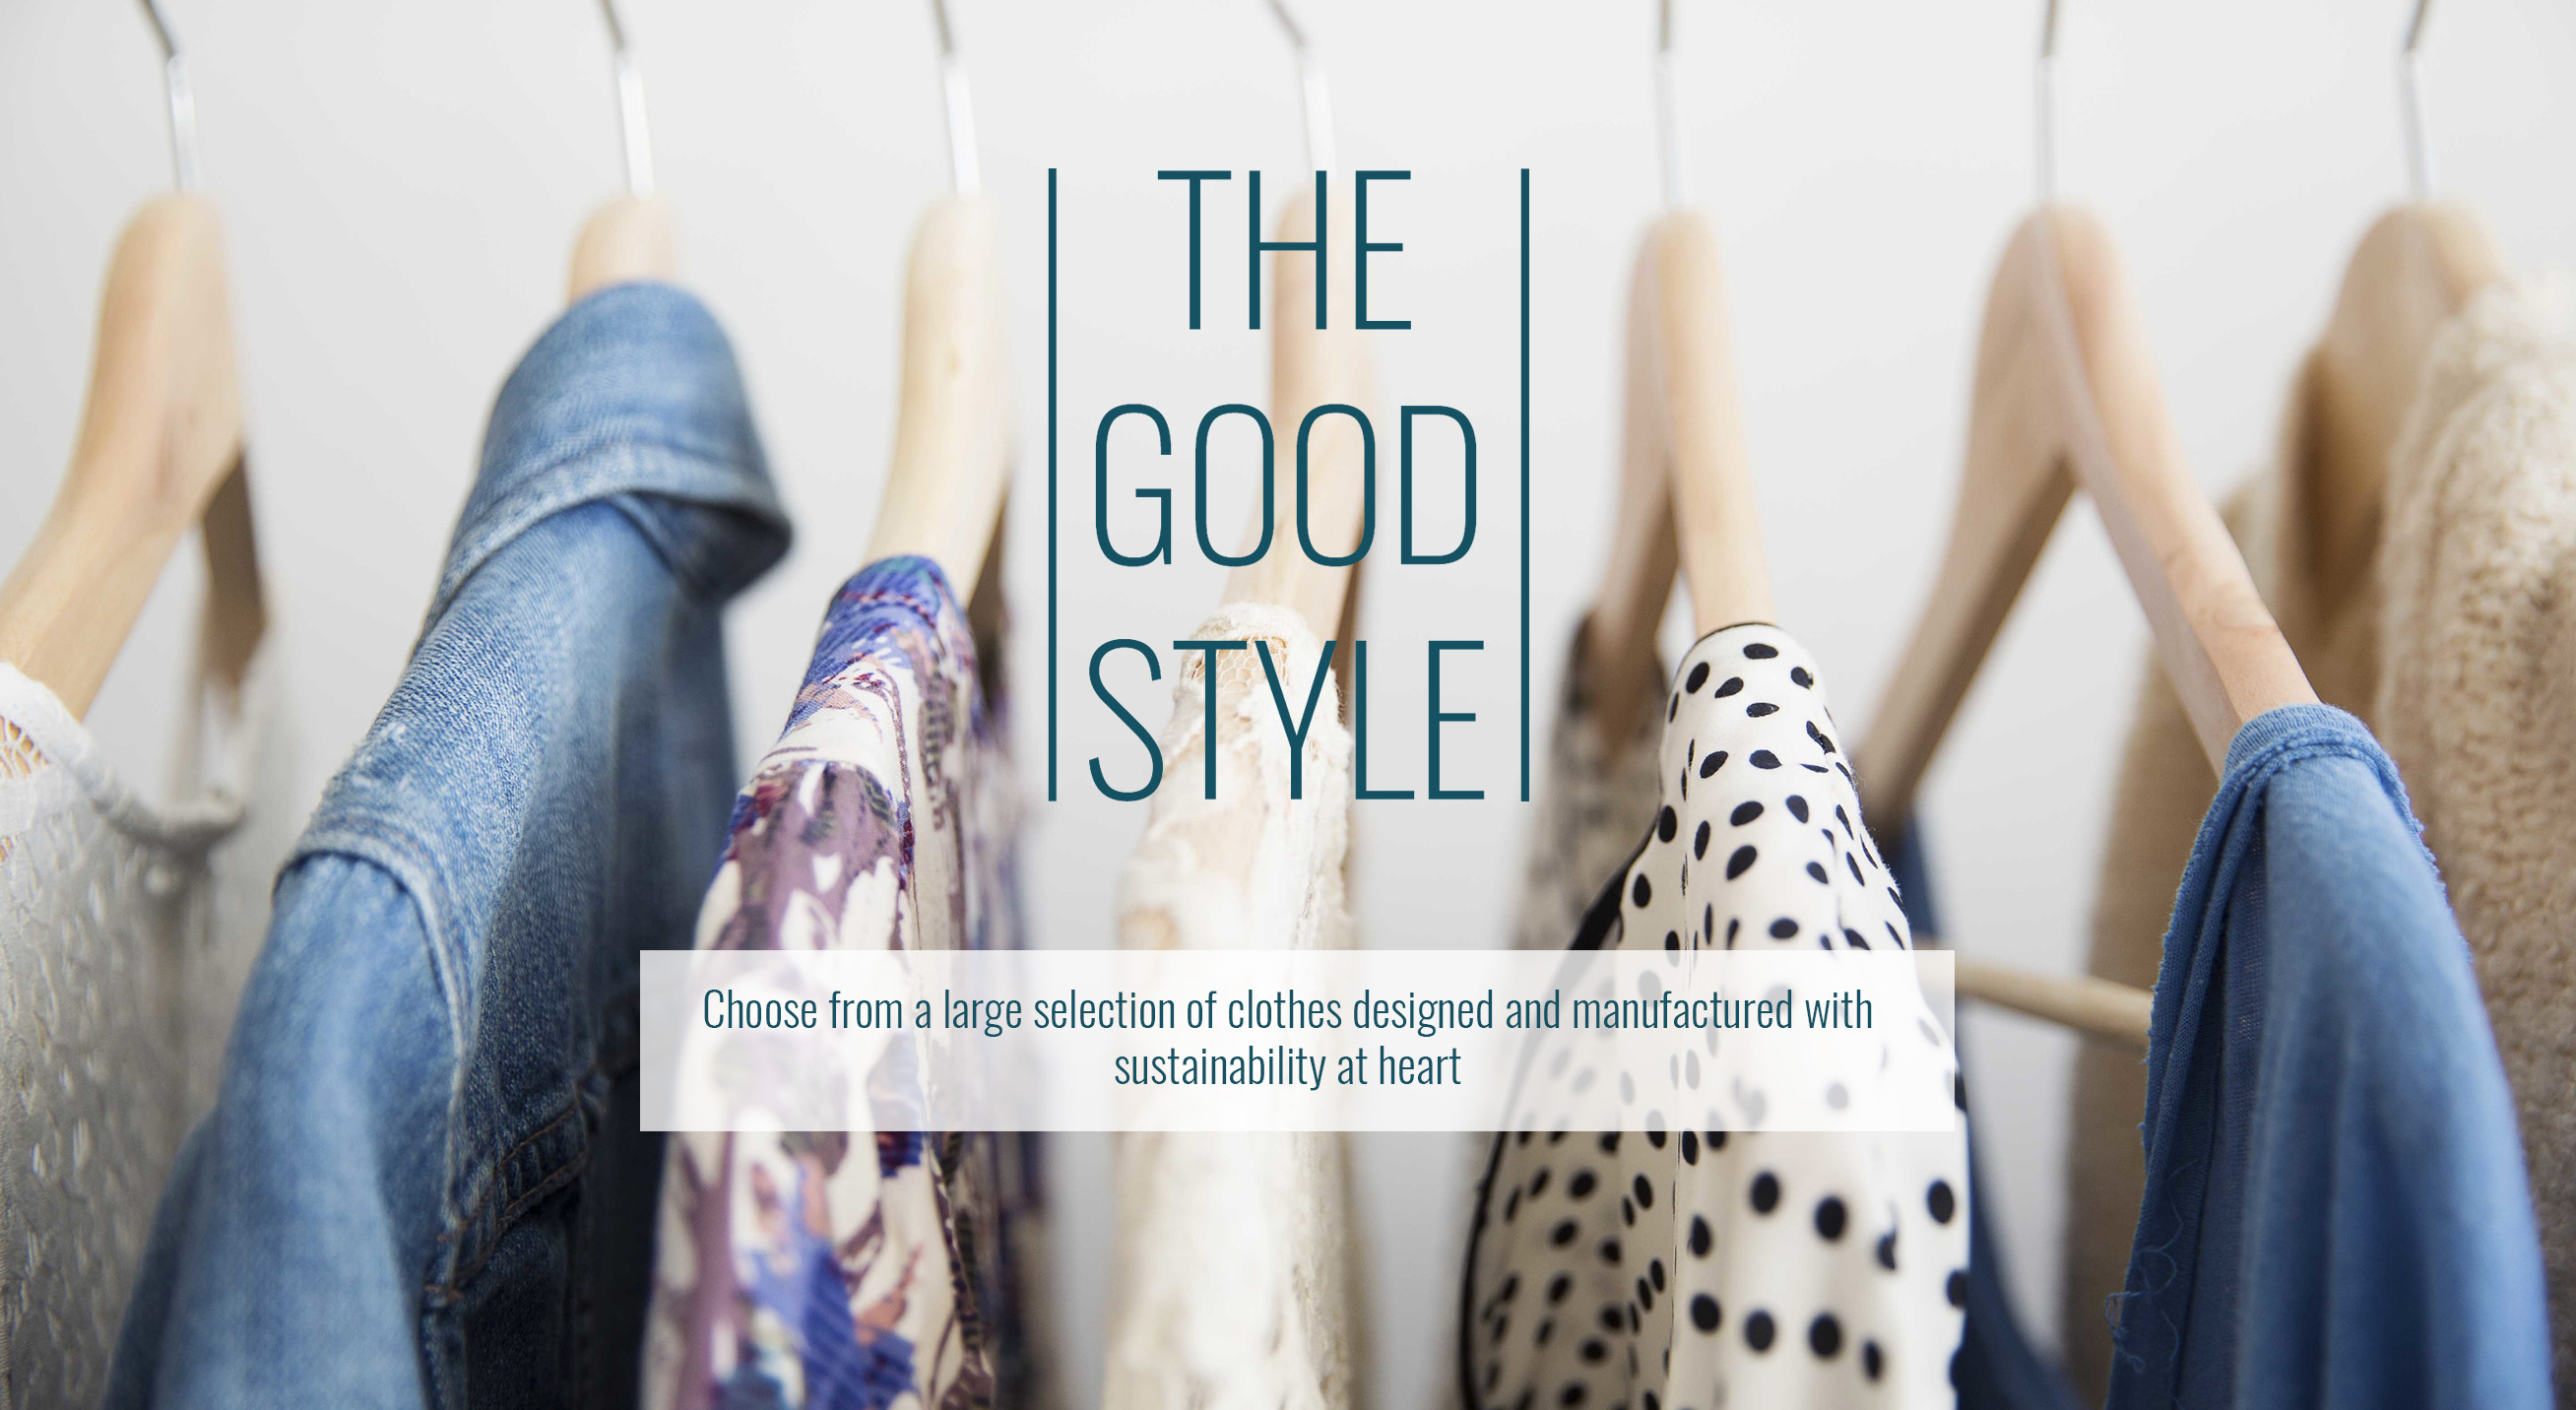 THE
GOOD
STYLE
Choose from a large selection of clothes designed and manufactured with
sustainability at heart